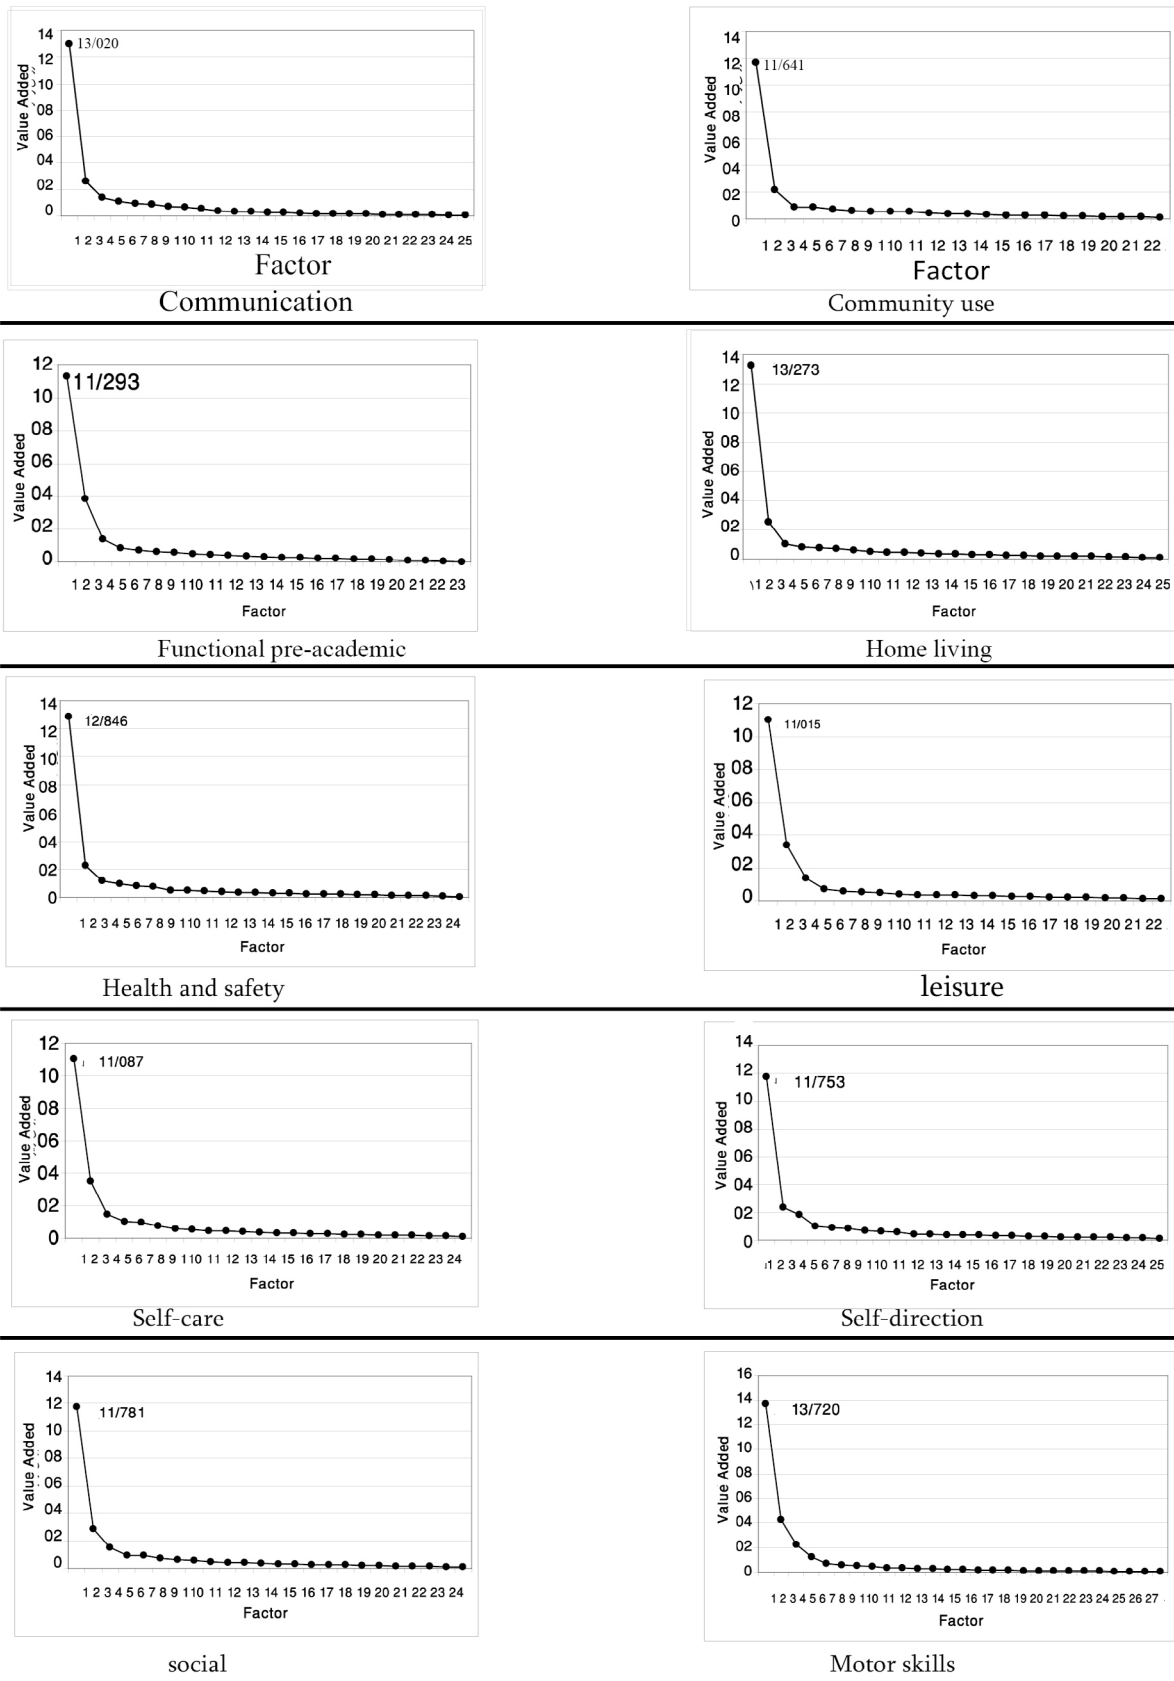 14
12
10
08
06
04
02
0
Value Added
13/020
1 2 3 4 5 6 7 8 9 110 11 12 13 14 15 16 17 18 19 20 21 22 23 24 25
Factor
Communication
14
12
10
08
06
04
02
0
Value Added
11/641
1 2 3 4 5 6 7 8 9 1 10 11 12 13 14 15 16 17 18 19 20 21 22
Factor
Community use
12
10
08
06
04
02
0
Value Added
11/293
1 2 3 4 5 6 7 8 9 110 11 12 13 14 15 16 17 18 19 20 21 22 23
Factor
Functional pre-academic
14
12
10
08
06
04
02
0
Value Added
13/273
1 2 3 4 5 6 7 8 9 110 11 12 13 14 15 16 17 18 19 20 21 22 23 24 25
Factor
Home living
14
12
10
08
06
04
02
0
Value Added
12/846
1 2 3 4 5 6 7 8 9 110 11 12 13 14 15 16 17 18 19 20 21 22 23 24
Factor
Health and safety
12
10
08
06
04
02
0
Value Added
11/015
1 2 3 4 5 6 7 8 9 110 11 12 13 14 15 16 17 18 19 20 21 22
Factor
leisure
12
10
08
06
04
02
0
Value Added
11/087
1 2 3 4 5 6 7 8 9 110 11 12 13 14 15 16 17 18 19 20 21 22 23 24
Factor
Self-care
14
12
10
08
06
04
02
0
Value Added
11/753
1 2 3 4 5 6 7 8 9 110 11 12 13 14 15 16 17 18 19 20 21 22 23 24 25
Factor
Self-direction
14
12
10
08
06
04
02
0
Value Added
11/781
1 2 3 4 5 6 7 8 9 110 11 12 13 14 15 16 17 18 19 20 21 22 23 24
Factor
social
16
14
12
10
08
06
04
02
0
Value Added
13/720
1 2 3 4 5 6 7 8 9 110 11 12 13 14 15 16 17 18 19 20 21 22 23 24 25 26 27
Factor
Motor skills